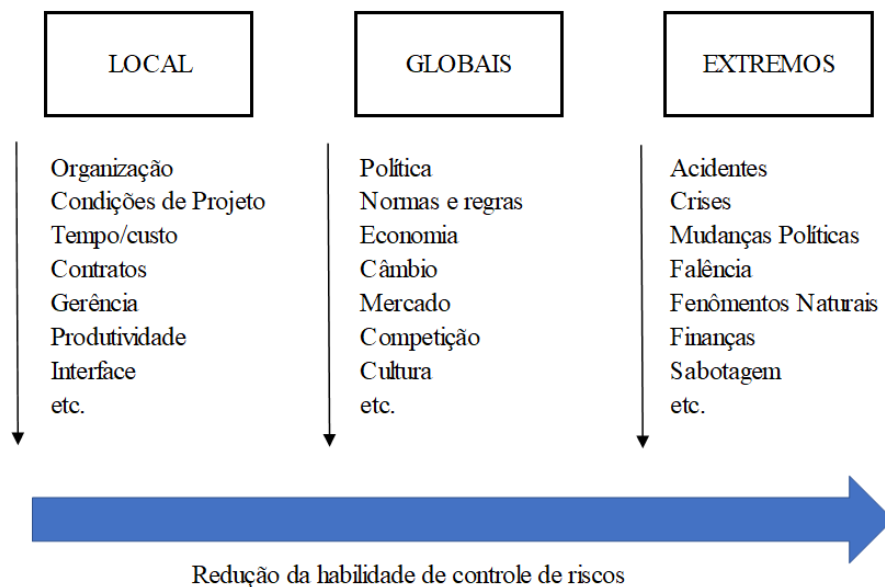 LOCAL
Organização
Condições de Projeto
Tempo/custo
Contratos
Gerência
Produtividade
Interface
etc.
GLOBAIS
Política
Normas e regras
Economia
Câmbio
Mercado
Competição
Cultura
etc.
EXTREMOS
Acidentes
Crises
Mudanças Políticas
Falência
Fenômentos Naturais
Finanças
Sabotagem
etc.
Redução da habilidade de controle de riscos